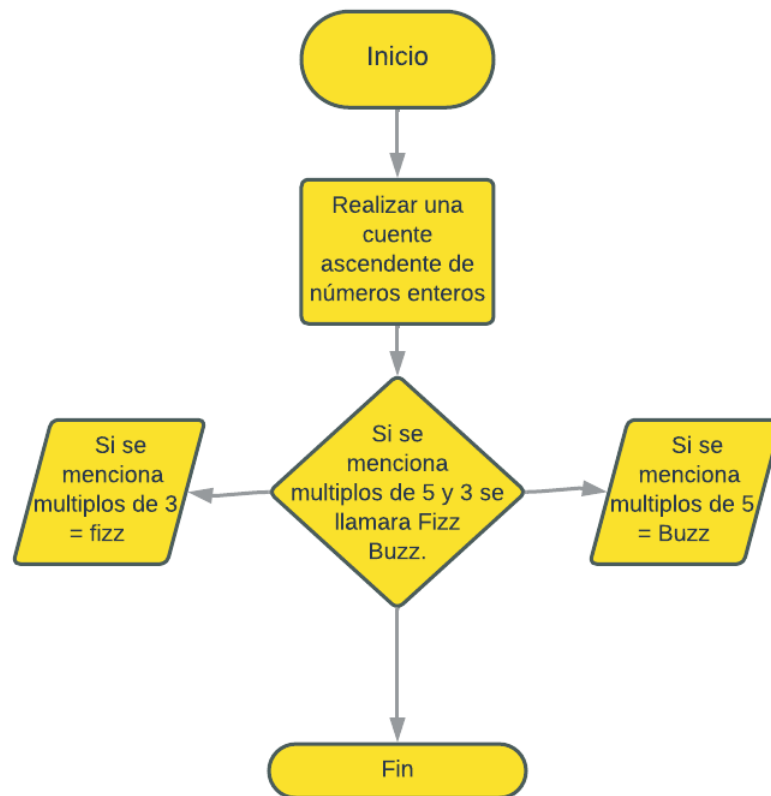 Inicio
Realizar una
cuente
ascendente de
números enteros
Si se
menciona
multiplos de 3
= fizz
Si se
menciona
multiplos de 5 y 3 se
llamara Fizz
Buzz.
Si se
menciona
multiplos de 5
= Buzz
Fin